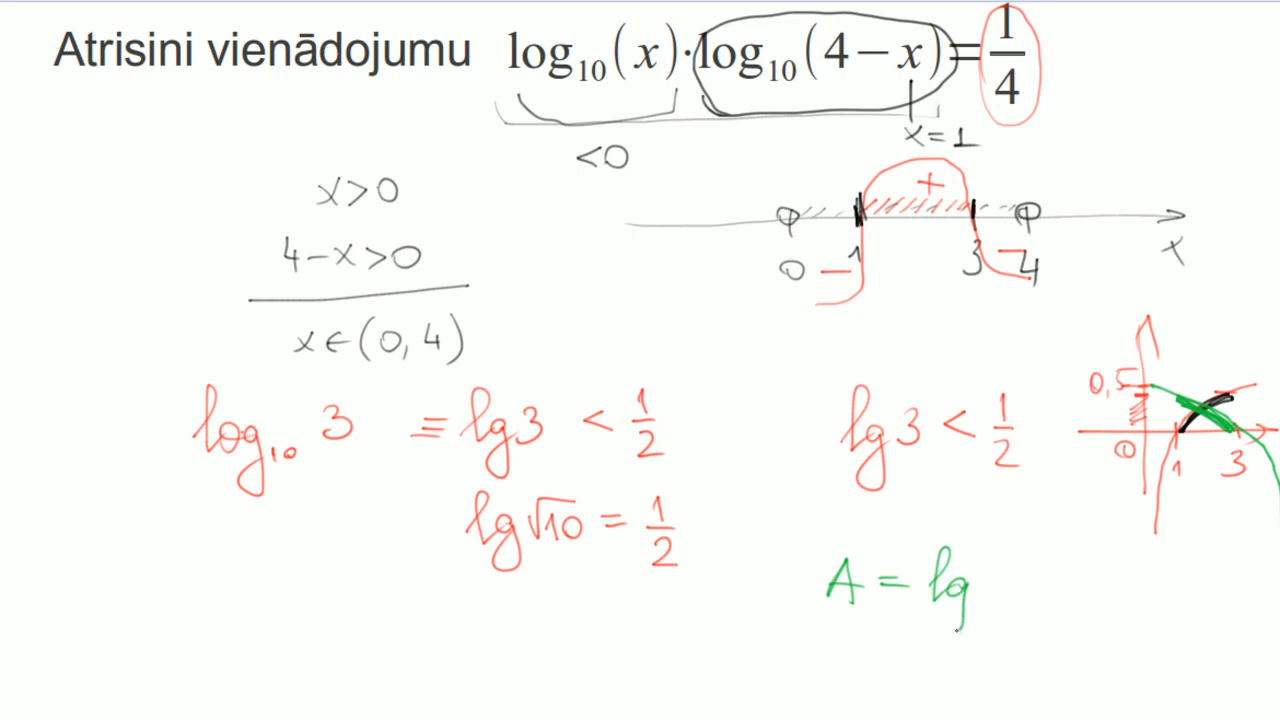 Atrisini vienādojumu log₁₀(x)·log₁₀(4−x)=1/4
<0
x=1
x>0
4−x>0
x∈(0,4)
+
0 − 1 3 − 4 x
log₁₀ 3 ≡ lg3 < 1/2
lg√10 = 1/2
lg3 < 1/2
0,5
0 1 3
A = lg